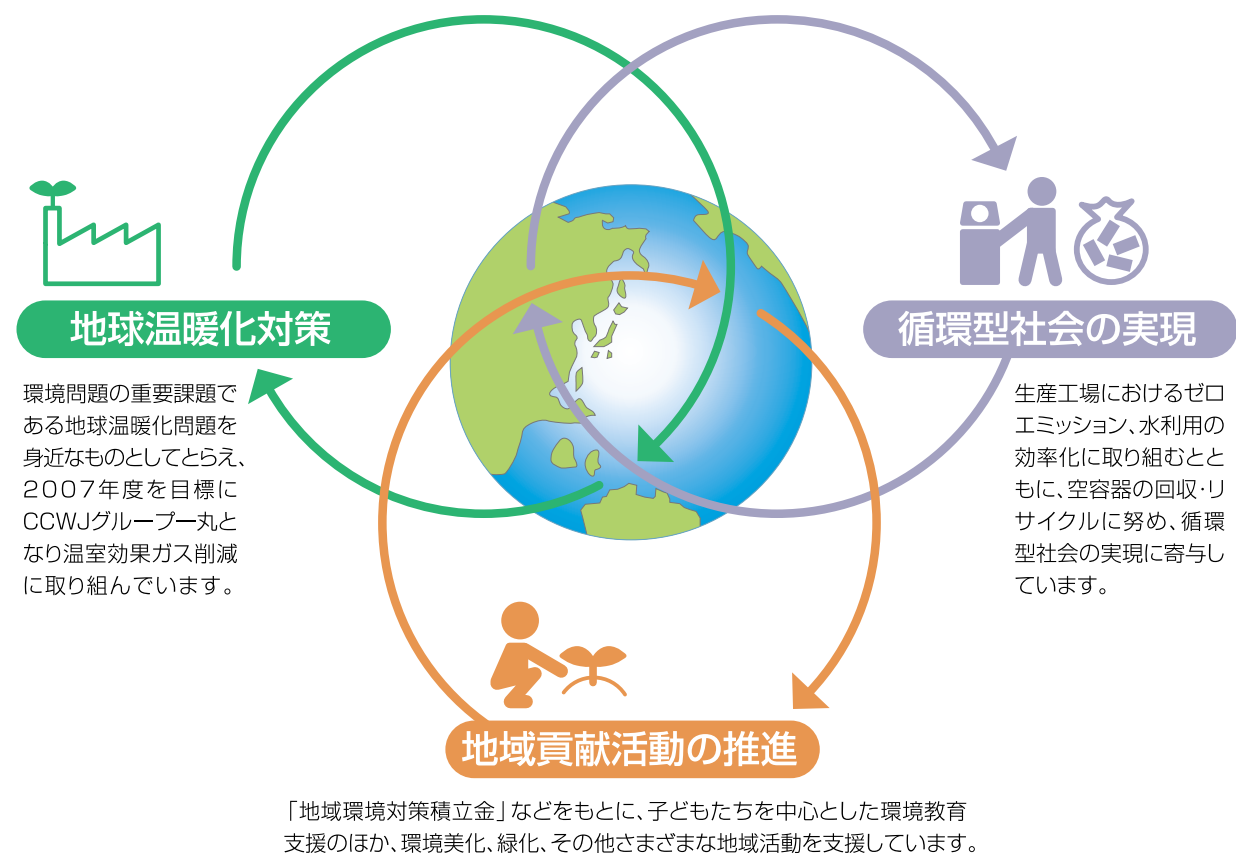 地球温暖化対策
環境問題の重要課題で
ある地球温暖化問題を
身近なものとしてとらえ、
2007年度を目標に
CCWJグループ一丸と
なり温室効果ガス削減
に取り組んでいます。
循環型社会の実現
生産工場におけるゼロ
エミッション、水利用の
効率化に取り組むとと
もに、空容器の回収・リ
サイクルに努め、循環
型社会の実現に寄与し
ています。
地域貢献活動の推進
「地域環境対策積立金」などをもとに、子どもたちを中心とした環境教育
支援のほか、環境美化、緑化、その他さまざまな地域活動を支援しています。